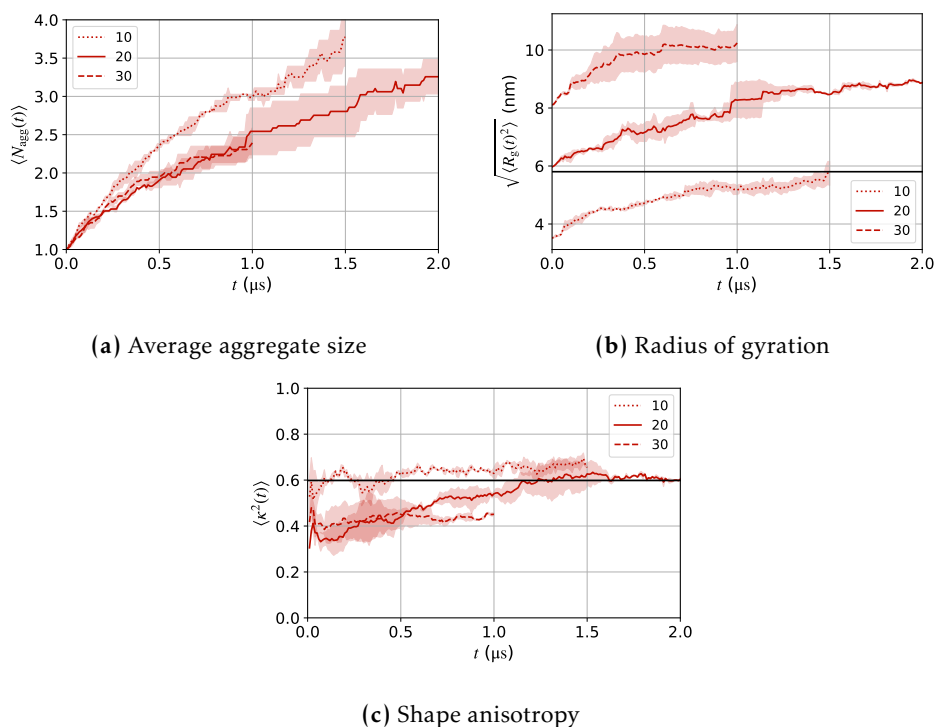 4.0
3.5
3.0
2.5
2.0
1.5
1.0
⟨N_agg(t)⟩
10
20
30
0.0 0.5 1.0 1.5 2.0
t (μs)
(a) Average aggregate size
10
8
6
4
√⟨R_g(t)²⟩ (nm)
10
20
30
0.0 0.5 1.0 1.5 2.0
t (μs)
(b) Radius of gyration
1.0
0.8
0.6
0.4
0.2
0.0
⟨κ²(t)⟩
10
20
30
0.0 0.5 1.0 1.5 2.0
t (μs)
(c) Shape anisotropy